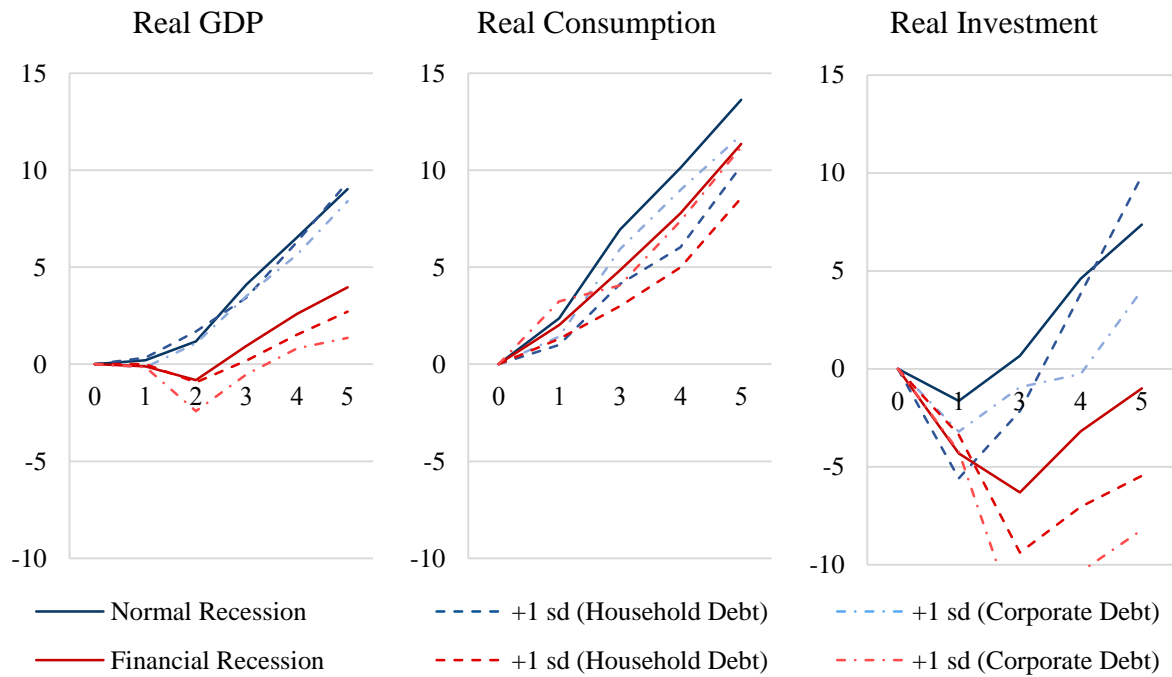 Real GDP
15
10
5
0
-5
-10
0 1 2 3 4 5
Real Consumption
15
10
5
0
-5
-10
0 1 3 4 5
Real Investment
15
10
5
0
-5
-10
0 1 3 4 5
Normal Recession
+1 sd (Household Debt)
+1 sd (Corporate Debt)
Financial Recession
+1 sd (Household Debt)
+1 sd (Corporate Debt)